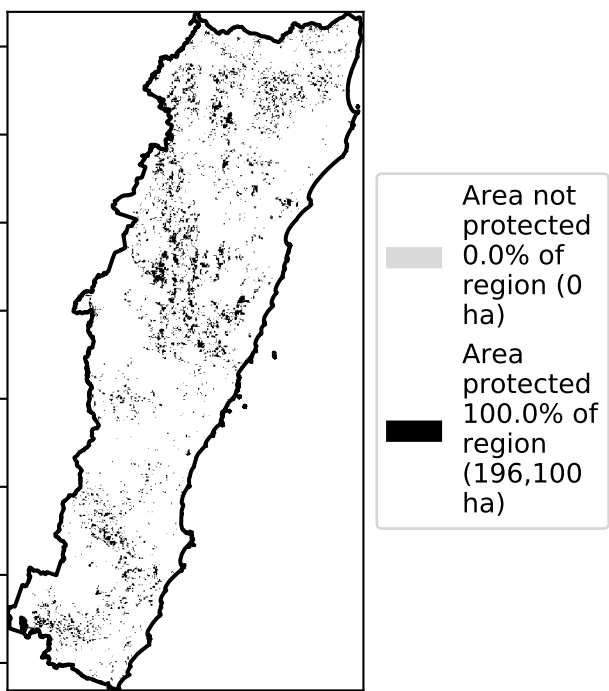 Area not
protected
0.0% of
region (0
ha)
Area
protected
100.0% of
region
(196,100
ha)